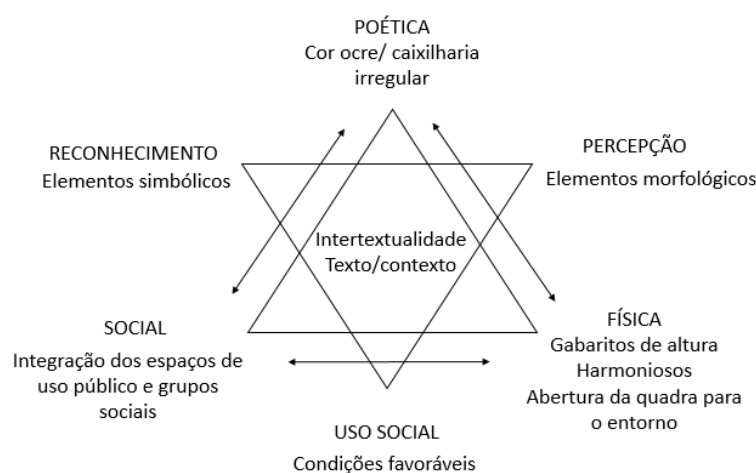 POÉTICA
Cor ocre/ caixilharia
irregular
RECONHECIMENTO
Elementos simbólicos
PERCEPÇÃO
Elementos morfológicos
Intertextualidade
Texto/contexto
SOCIAL
Integração dos espaços de
uso público e grupos
sociais
FÍSICA
Gabaritos de altura
Harmoniosos
Abertura da quadra para
o entorno
USO SOCIAL
Condições favoráveis